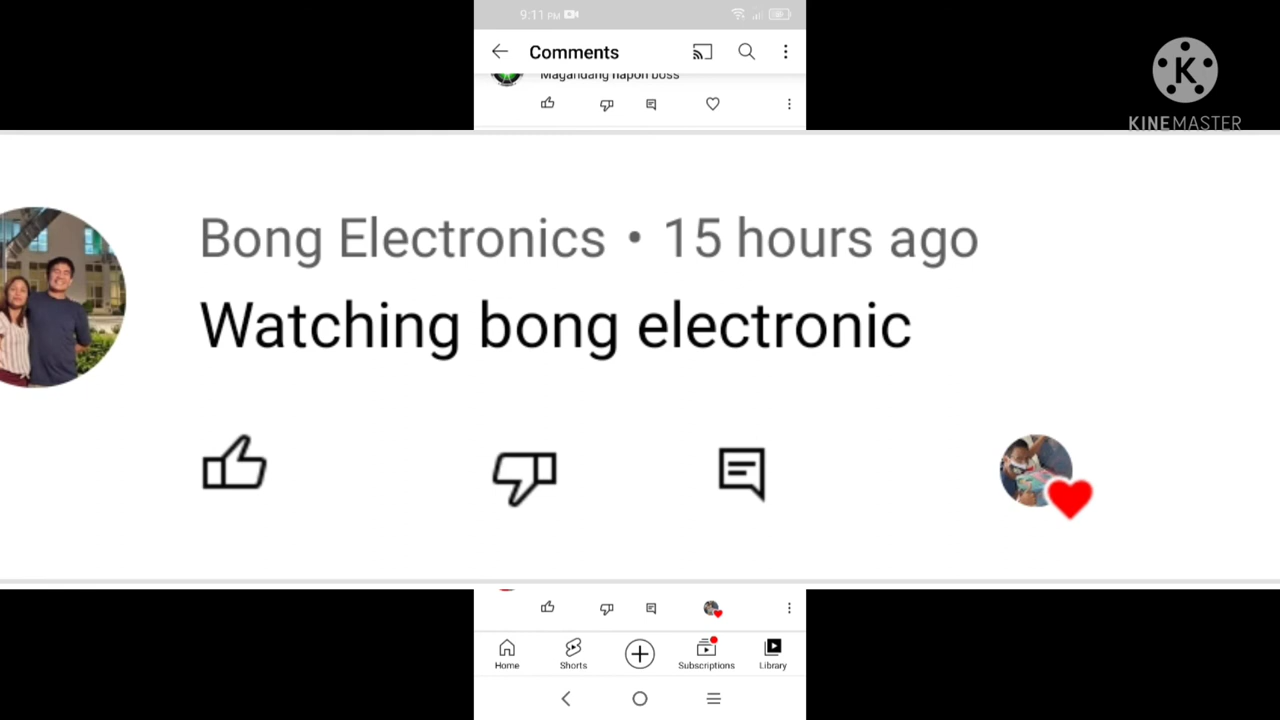 9:11 PM
Comments
Magandang hapon boss
K
KINEMASTER
Bong Electronics • 15 hours ago
Watching bong electronic
Home
Shorts
Subscriptions
Library